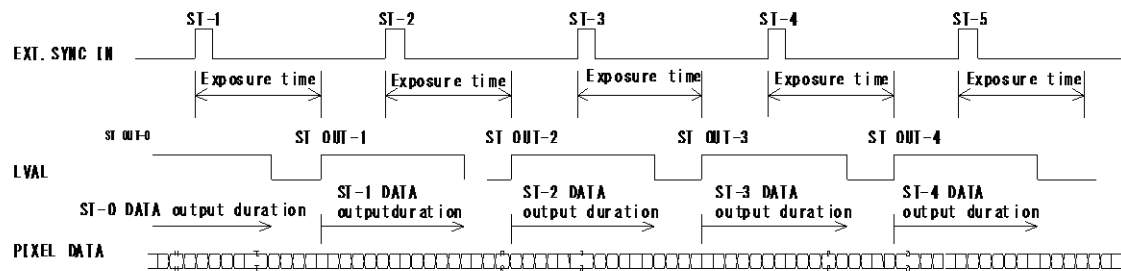 ST-1 ST-2 ST-3 ST-4 ST-5
EXT. SYNC IN
Exposure time Exposure time Exposure time Exposure time Exposure time
ST OUT-0 ST OUT-1 ST OUT-2 ST OUT-3 ST OUT-4
LVAL
ST-0 DATA output duration
ST-1 DATA
outputduration
ST-2 DATA
output duration
ST-3 DATA
output duration
ST-4 DATA
output duration
PIXEL DATA